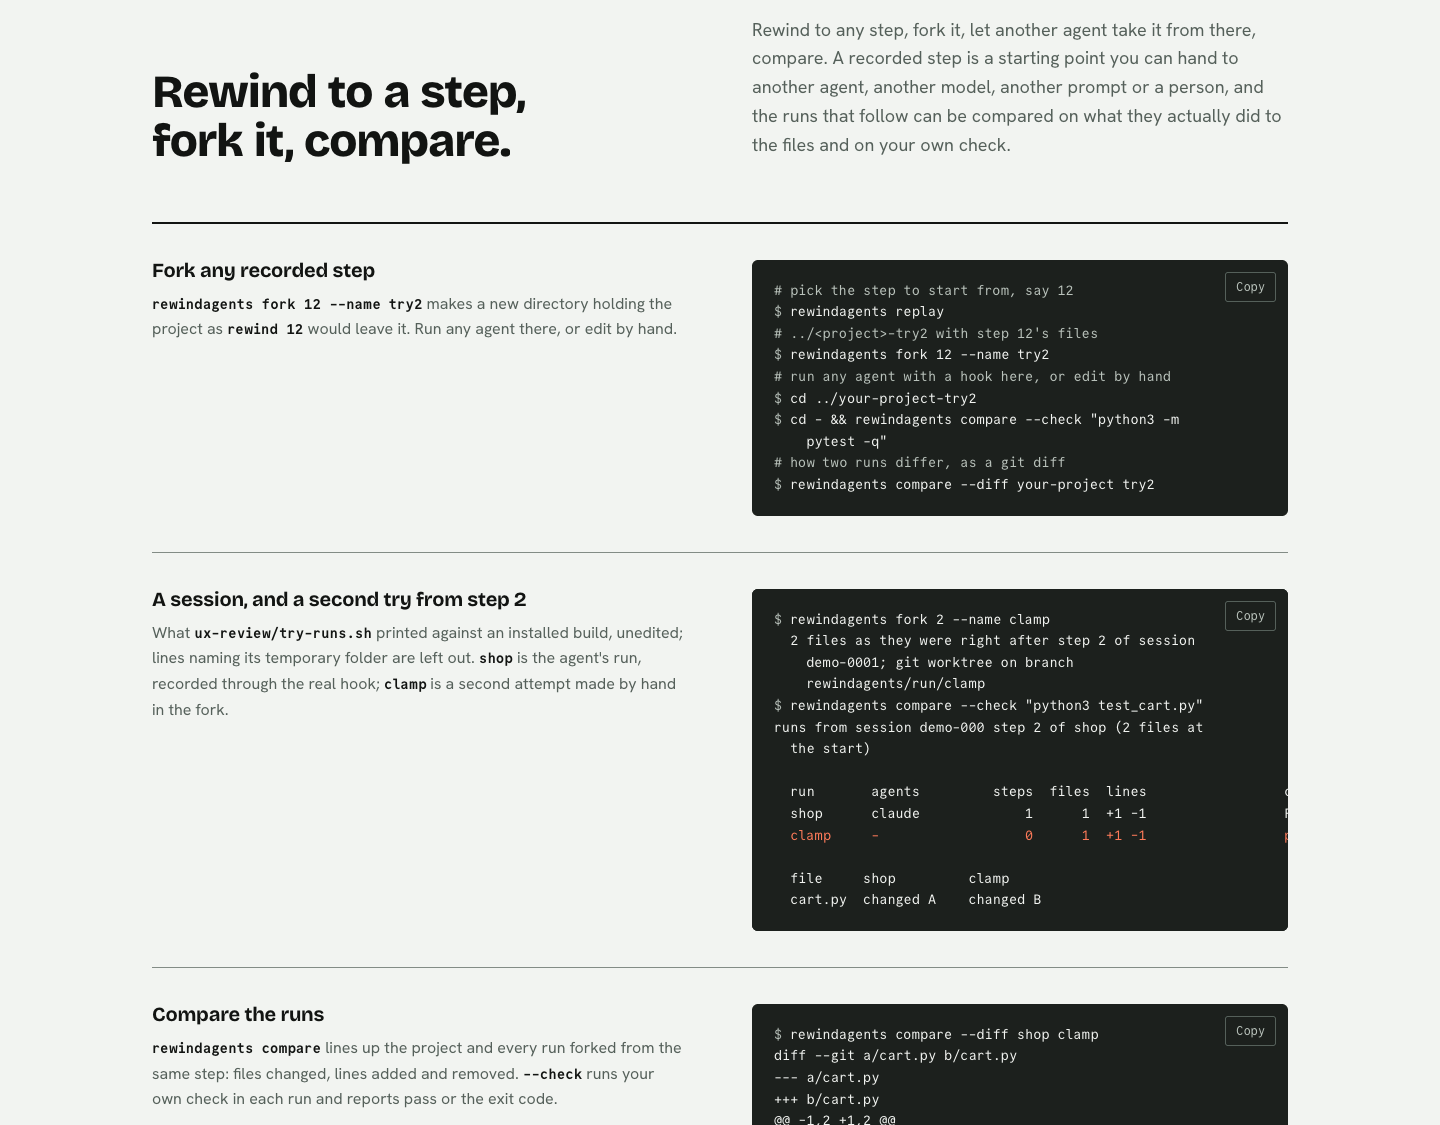 Rewind to a step,
fork it, compare.
Rewind to any step, fork it, let another agent take it from there,
compare. A recorded step is a starting point you can hand to
another agent, another model, another prompt or a person, and
the runs that follow can be compared on what they actually did to
the files and on your own check.
Fork any recorded step
rewindagents fork 12 --name try2 makes a new directory holding the
project as rewind 12 would leave it. Run any agent there, or edit by hand.
Copy
# pick the step to start from, say 12
$ rewindagents replay
# ../<project>-try2 with step 12's files
$ rewindagents fork 12 --name try2
# run any agent with a hook here, or edit by hand
$ cd ../your-project-try2
$ cd - && rewindagents compare --check "python3 -m
pytest -q"
# how two runs differ, as a git diff
$ rewindagents compare --diff your-project try2
A session, and a second try from step 2
What ux-review/try-runs.sh printed against an installed build, unedited;
lines naming its temporary folder are left out. shop is the agent's run,
recorded through the real hook; clamp is a second attempt made by hand
in the fork.
Copy
$ rewindagents fork 2 --name clamp
2 files as they were right after step 2 of session
demo-0001; git worktree on branch
rewindagents/run/clamp
$ rewindagents compare --check "python3 test_cart.py"
runs from session demo-000 step 2 of shop (2 files at
the start)
run agents steps files lines
shop claude 1 1 +1 -1
clamp - 0 1 +1 -1
file shop clamp
cart.py changed A changed B
Compare the runs
rewindagents compare lines up the project and every run forked from the
same step: files changed, lines added and removed. --check runs your
own check in each run and reports pass or the exit code.
Copy
$ rewindagents compare --diff shop clamp
diff --git a/cart.py b/cart.py
--- a/cart.py
+++ b/cart.py
@@ -1,2 +1,2 @@